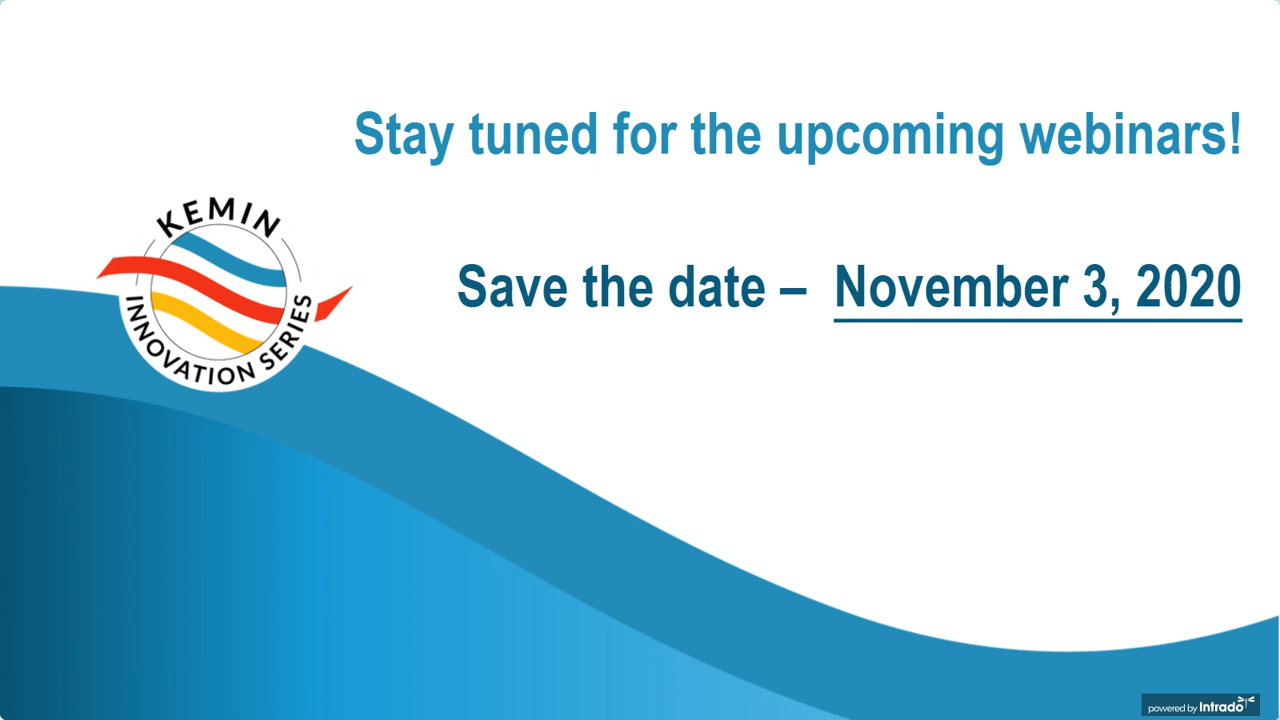 Stay tuned for the upcoming webinars!
KEMIN
INNOVATION SERIES
Save the date – November 3, 2020
powered by Intrado